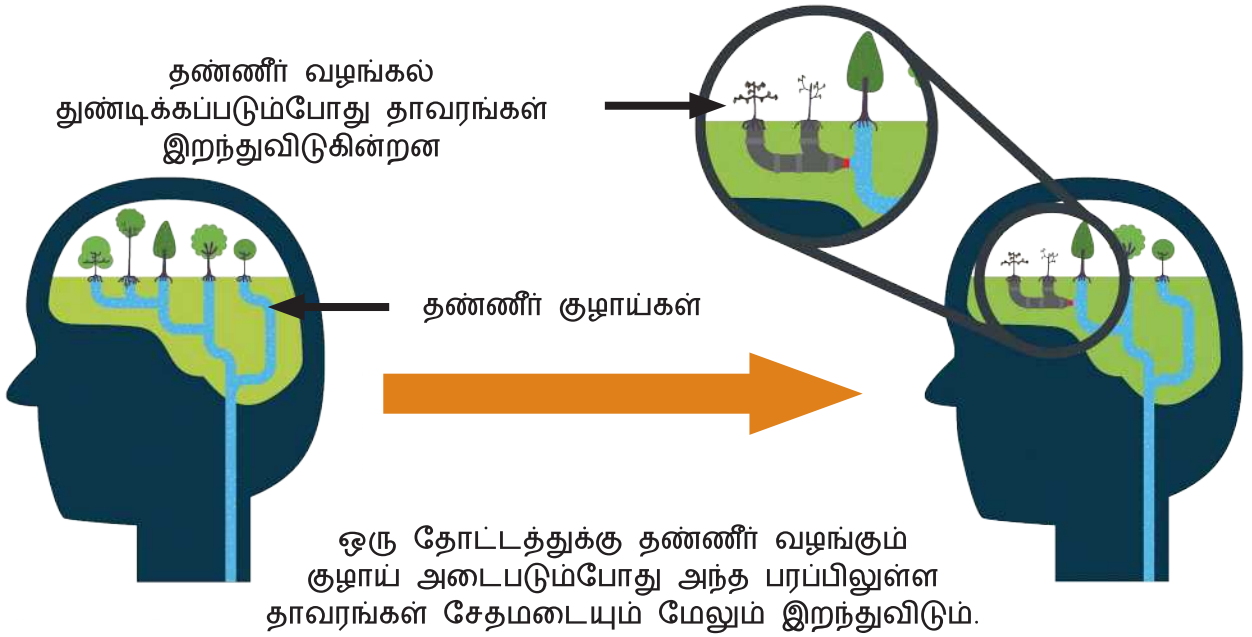 தண்ணீர் வழங்கல்
துண்டிக்கப்படும்போது தாவரங்கள்
இறந்துவிடுகின்றன
தண்ணீர் குழாய்கள்
ஒரு தோட்டத்துக்கு தண்ணீர் வழங்கும்
குழாய் அடைபடும்போது அந்த பரப்பிலுள்ள
தாவரங்கள் சேதமடையும் மேலும் இறந்துவிடும்.